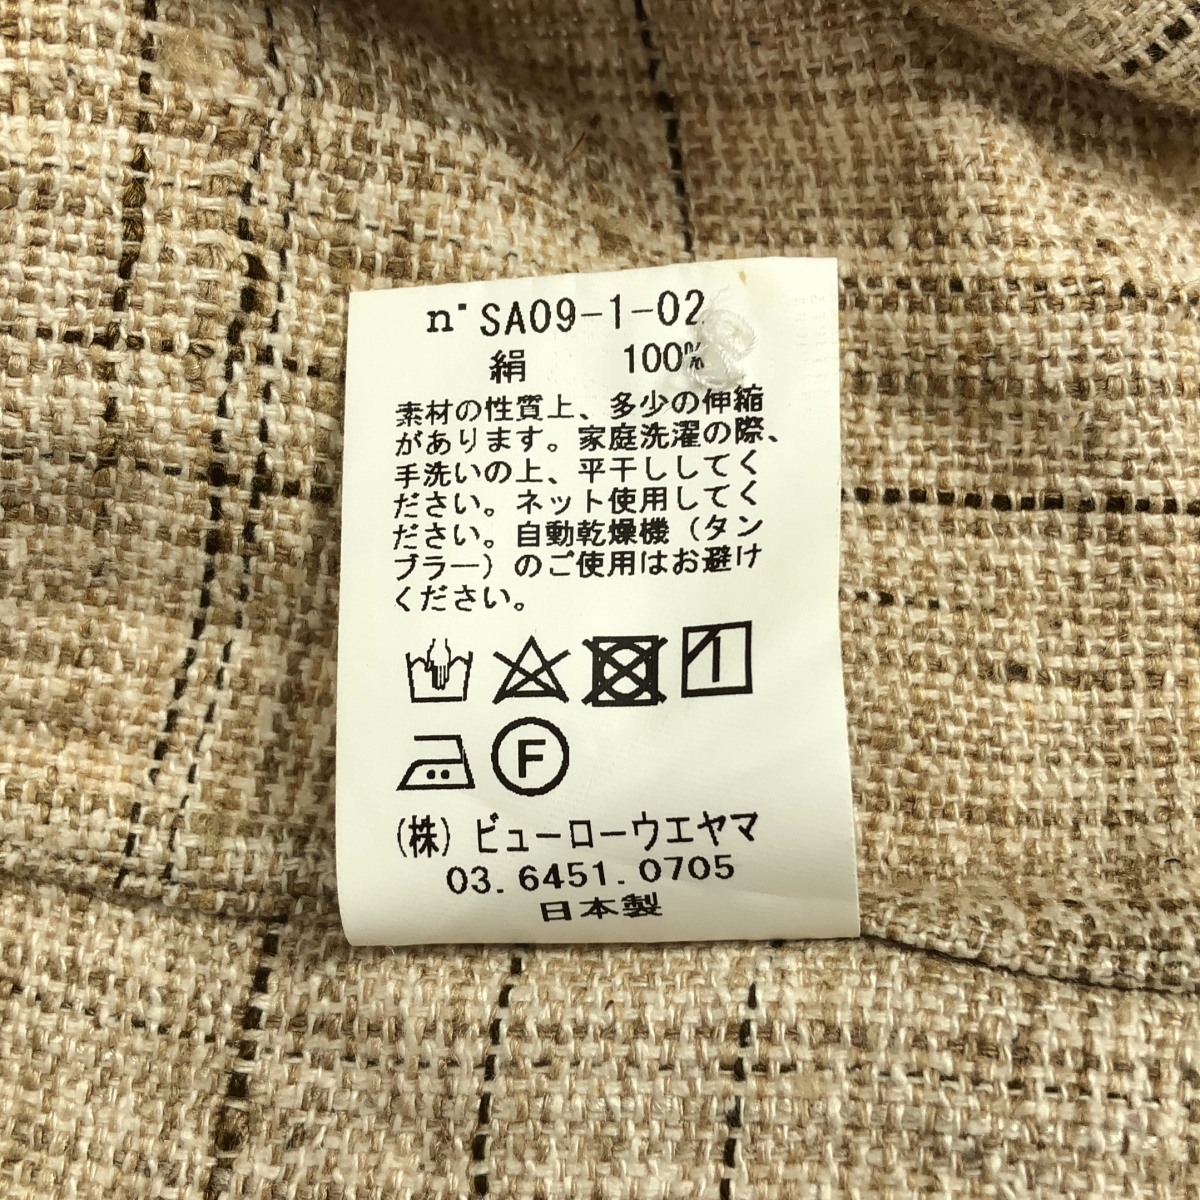 n°SA09-1-02
絹 100%
素材の性質上、多少の伸縮
があります。家庭洗濯の際、
手洗いの上、平干ししてく
ださい。ネット使用してく
ださい。自動乾燥機（タン
ブラー）のご使用はお避け
ください。
F
(株) ビューローウエヤマ
03. 6451. 0705
日本製